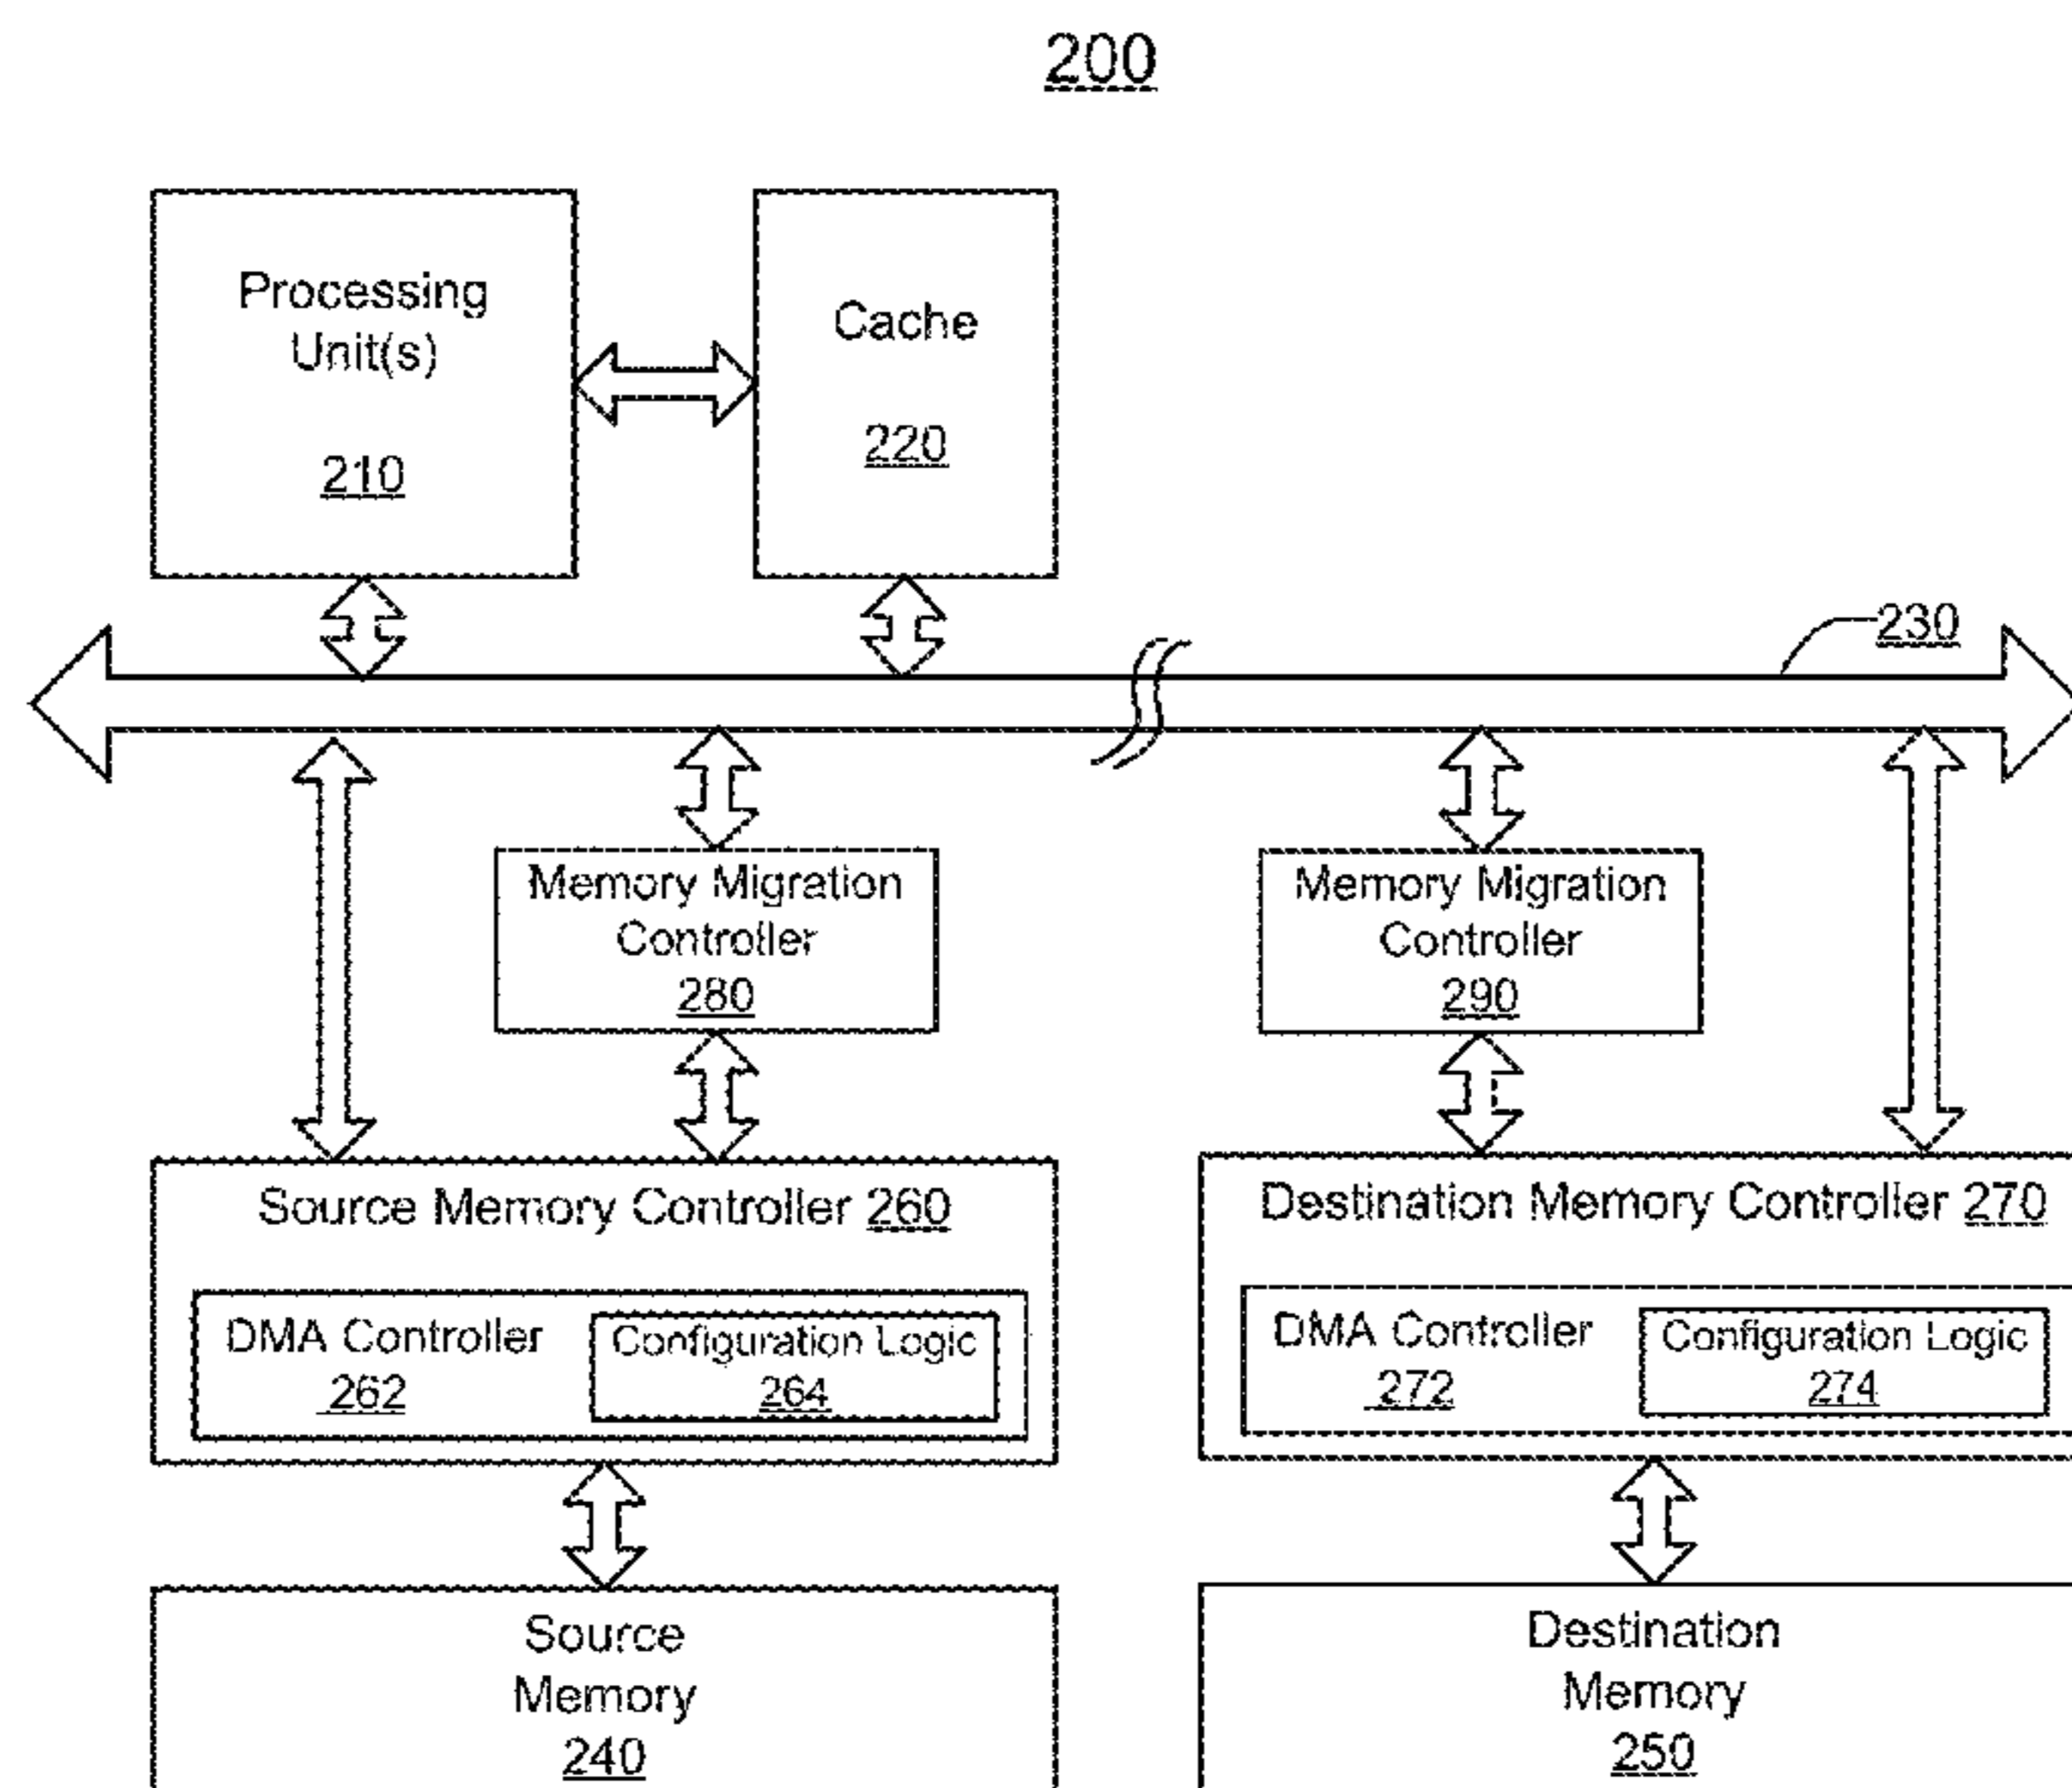 200
Processing
Unit(s)
210
Cache
220
230
Memory Migration
Controller
280
Memory Migration
Controller
290
Source Memory Controller 260
DMA Controller
262
Configuration Logic
264
Destination Memory Controller 270
DMA Controller
272
Configuration Logic
274
Source
Memory
240
Destination
Memory
250